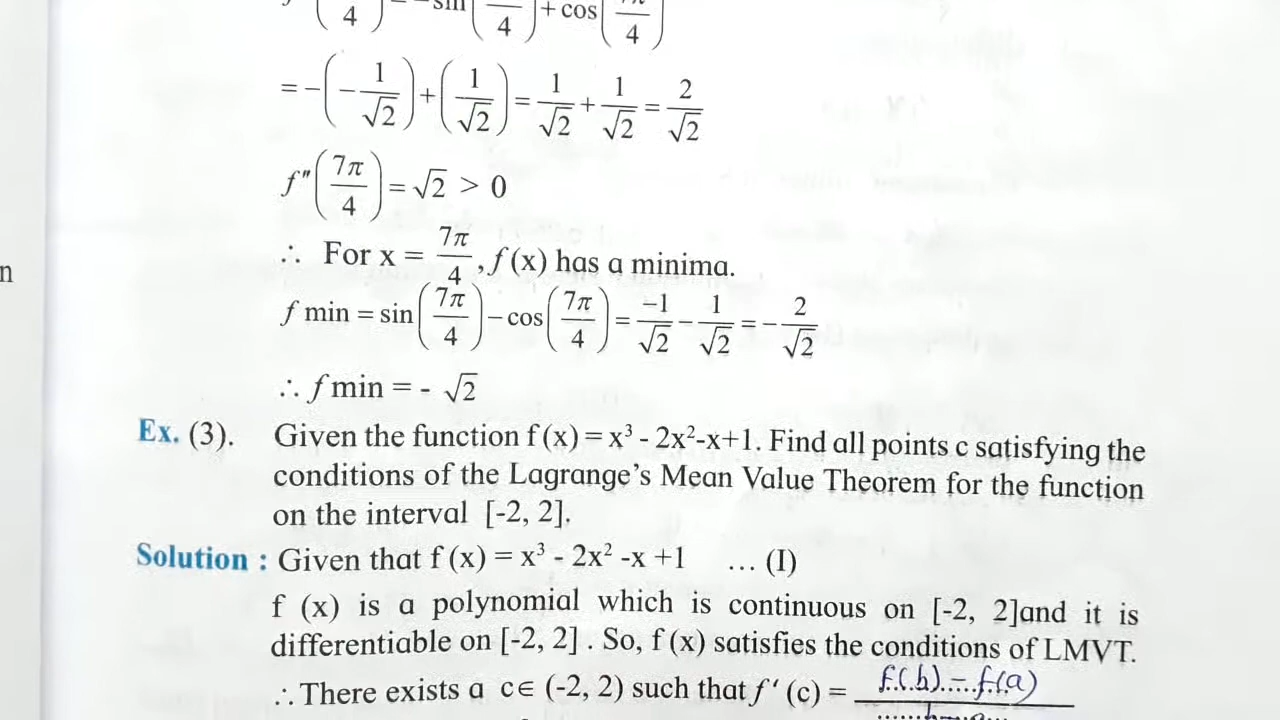 4 sin 4 + cos 4
= -(-1/√2) + (1/√2) = 1/√2 + 1/√2 = 2/√2
f"(7π/4) = √2 > 0
∴ For x = 7π/4, f(x) has a minima.
n
f min = sin(7π/4) - cos(7π/4) = -1/√2 - 1/√2 = -2/√2
∴ f min = - √2
Ex. (3). Given the function f (x) = x³ - 2x²-x+1. Find all points c satisfying the
conditions of the Lagrange's Mean Value Theorem for the function
on the interval [-2, 2].
Solution : Given that f (x) = x³ - 2x² -x +1 ... (I)
f (x) is a polynomial which is continuous on [-2, 2]and it is
differentiable on [-2, 2] . So, f (x) satisfies the conditions of LMVT.
∴ There exists a c∈ (-2, 2) such that f' (c) = f(b) - f(a)